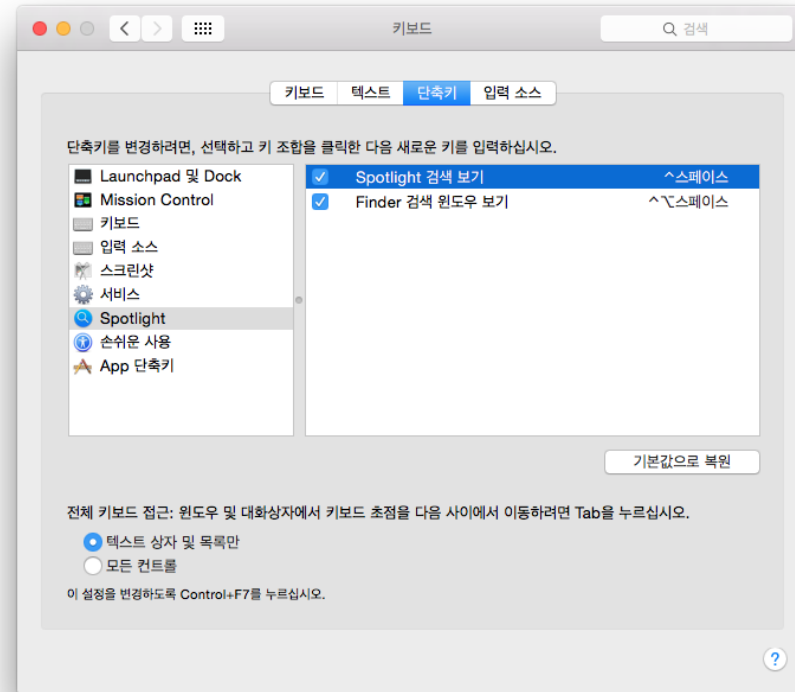 키보드
검색
키보드 텍스트 단축키 입력 소스
단축키를 변경하려면, 선택하고 키 조합을 클릭한 다음 새로운 키를 입력하십시오.
Launchpad 및 Dock
Mission Control
키보드
입력 소스
스크린샷
서비스
Spotlight
손쉬운 사용
App 단축키
Spotlight 검색 보기 ^스페이스
Finder 검색 윈도우 보기 ^⌥스페이스
기본값으로 복원
전체 키보드 접근: 윈도우 및 대화상자에서 키보드 초점을 다음 사이에서 이동하려면 Tab을 누르십시오.
텍스트 상자 및 목록만
모든 컨트롤
이 설정을 변경하도록 Control+F7를 누르십시오.
?